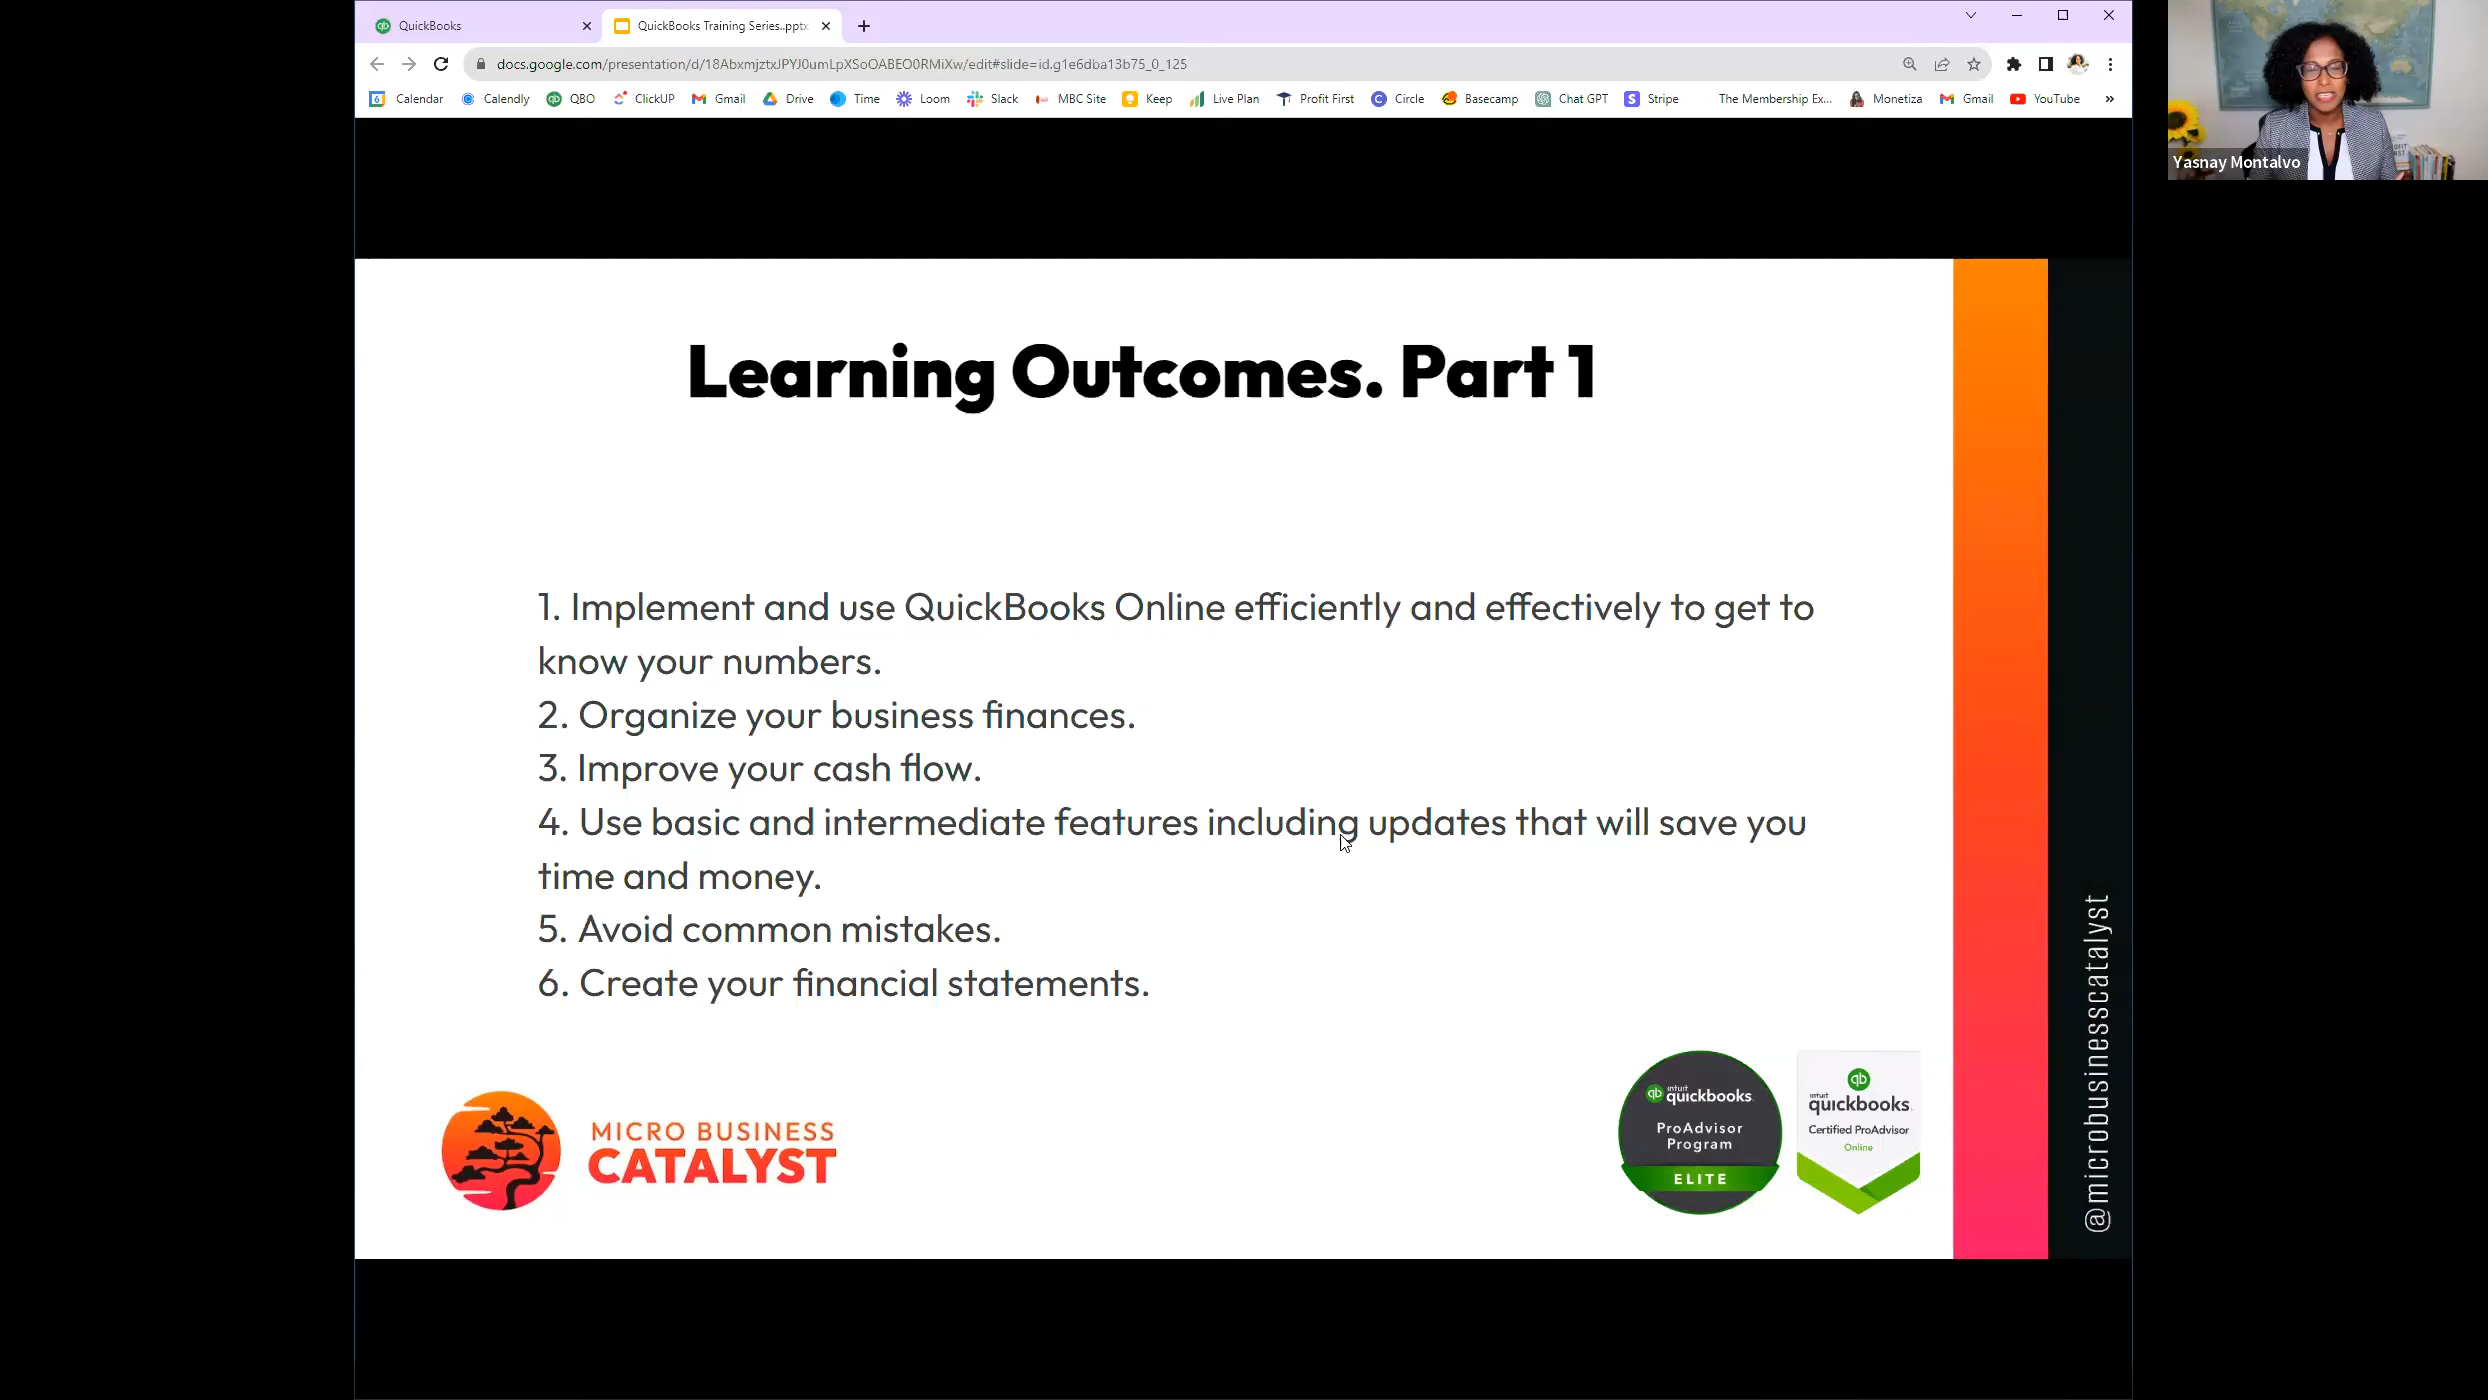 QuickBooks
QuickBooks Training Series..pptx
docs.google.com/presentation/d/18AbxmjztxJPYJ0umLpXSoOABEO0RMiXw/edit#slide=id.g1e6dba13b75_0_125
6 Calendar Calendly QBO ClickUP Gmail Drive Time Loom Slack MBC Site Keep Live Plan Profit First Circle Basecamp Chat GPT Stripe The Membership Ex... Monetiza Gmail YouTube »
Yasnay Montalvo
Learning Outcomes. Part 1
1. Implement and use QuickBooks Online efficiently and effectively to get to
know your numbers.
2. Organize your business finances.
3. Improve your cash flow.
4. Use basic and intermediate features including updates that will save you
time and money.
5. Avoid common mistakes.
6. Create your financial statements.
MICRO BUSINESS
CATALYST
qb intuit quickbooks.
ProAdvisor
Program
ELITE
qb
intuit
quickbooks.
Certified ProAdvisor
Online
@microbusinesscatalyst